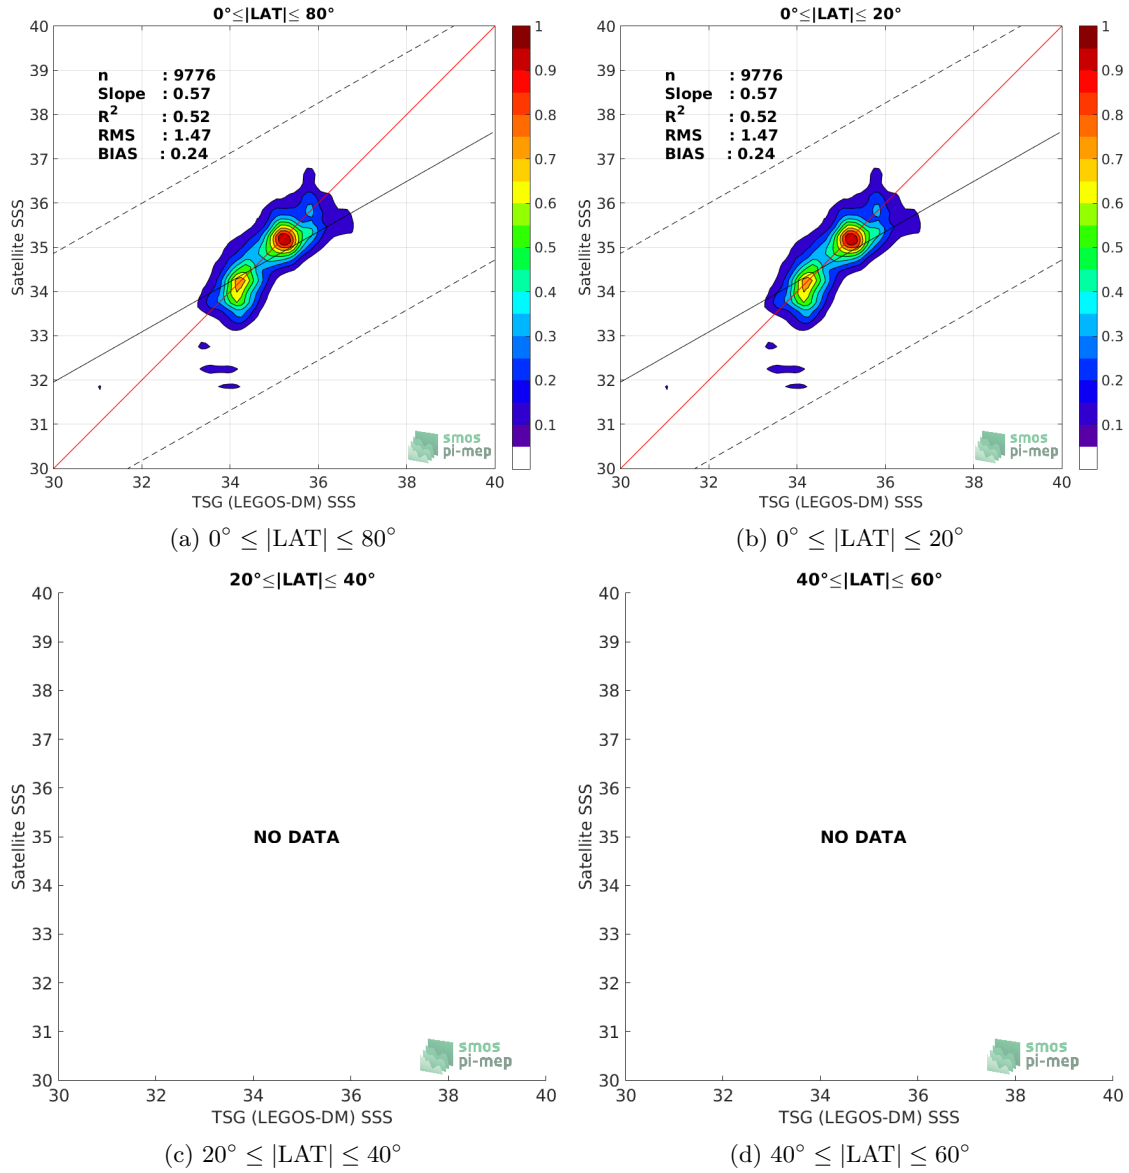 0°≤|LAT|≤ 80°
40
39
38
37
36
35
34
33
32
31
30
Satellite SSS
n : 9776
Slope : 0.57
R² : 0.52
RMS : 1.47
BIAS : 0.24
smos
pi-mep
30 32 34 36 38 40
TSG (LEGOS-DM) SSS
1
0.9
0.8
0.7
0.6
0.5
0.4
0.3
0.2
0.1
(a) 0° ≤ |LAT| ≤ 80°
0°≤|LAT|≤ 20°
40
39
38
37
36
35
34
33
32
31
30
Satellite SSS
n : 9776
Slope : 0.57
R² : 0.52
RMS : 1.47
BIAS : 0.24
smos
pi-mep
30 32 34 36 38 40
TSG (LEGOS-DM) SSS
1
0.9
0.8
0.7
0.6
0.5
0.4
0.3
0.2
0.1
(b) 0° ≤ |LAT| ≤ 20°
20°≤|LAT|≤ 40°
40
39
38
37
36
35
34
33
32
31
30
Satellite SSS
NO DATA
smos
pi-mep
30 32 34 36 38 40
TSG (LEGOS-DM) SSS
(c) 20° ≤ |LAT| ≤ 40°
40°≤|LAT|≤ 60°
40
39
38
37
36
35
34
33
32
31
30
Satellite SSS
NO DATA
smos
pi-mep
30 32 34 36 38 40
TSG (LEGOS-DM) SSS
(d) 40° ≤ |LAT| ≤ 60°